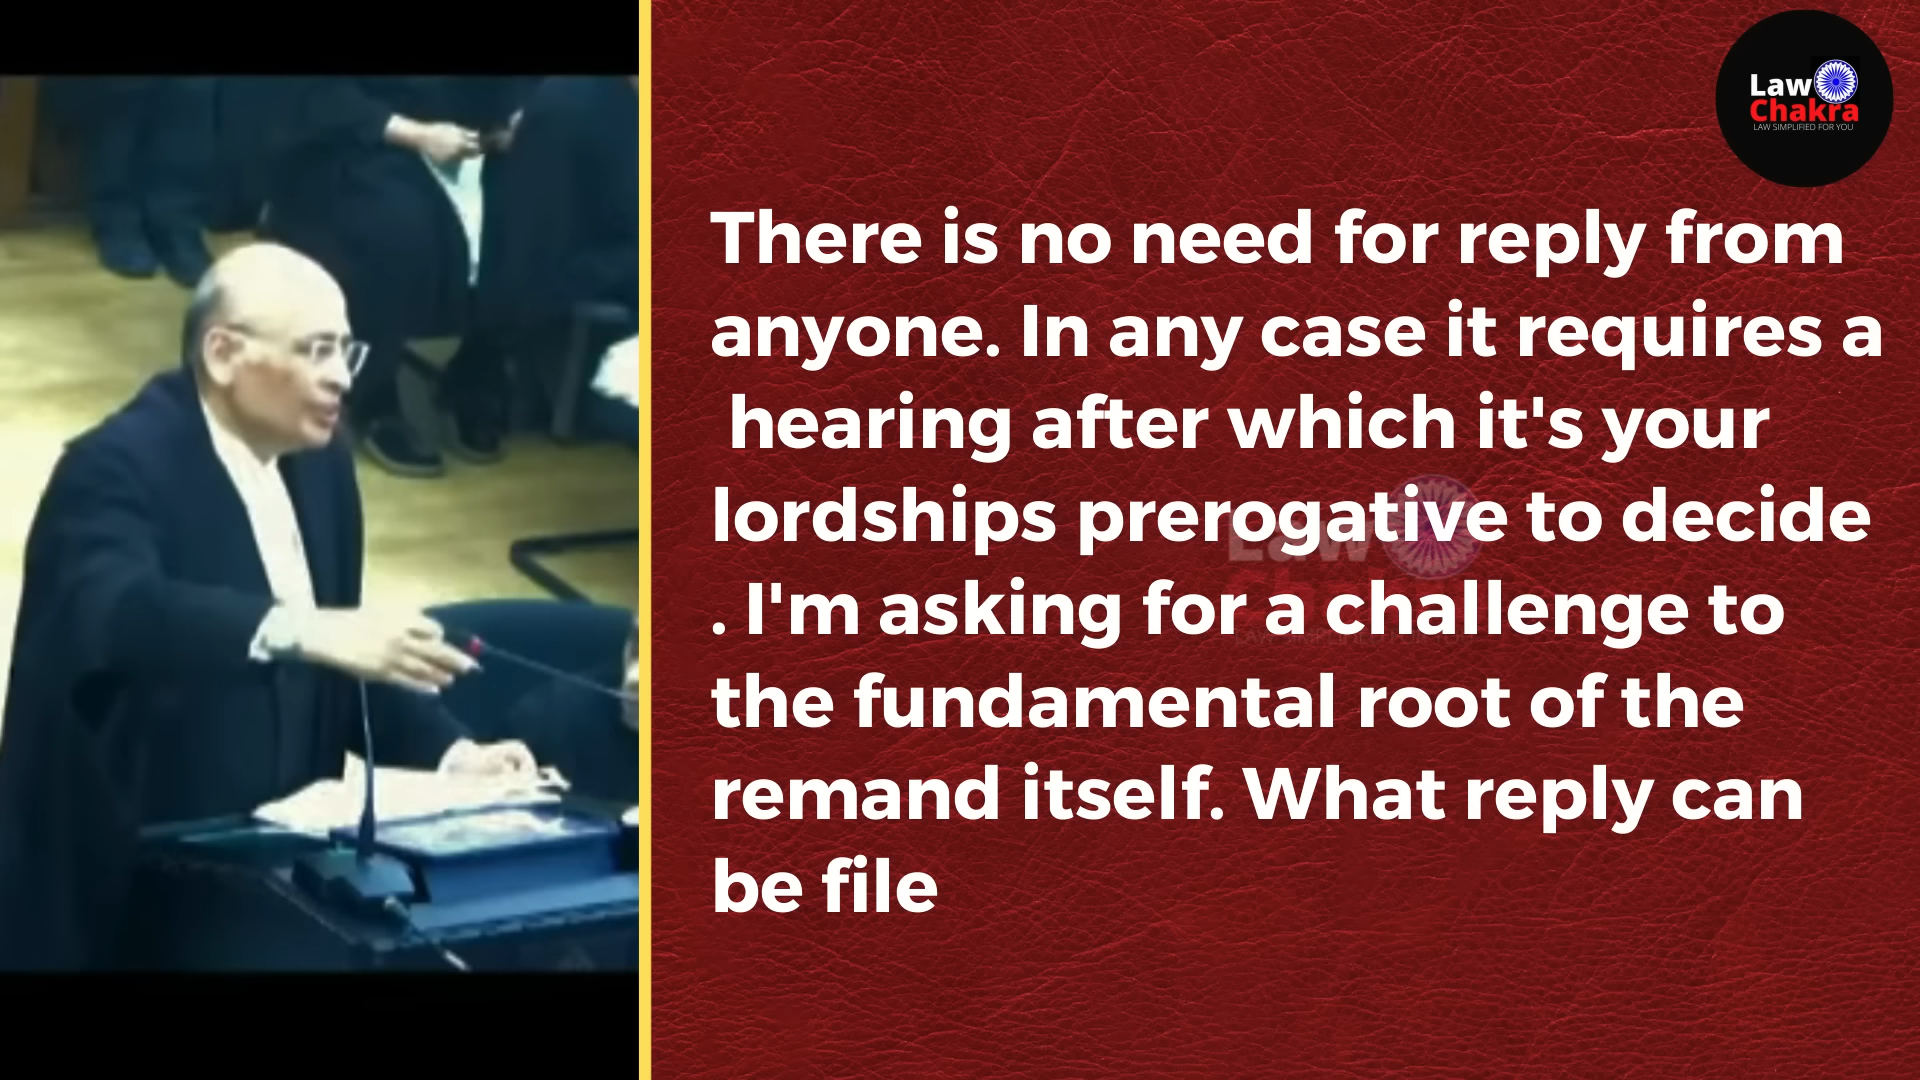 Law
Chakra
LAW SIMPLIFIED FOR YOU
There is no need for reply from
anyone. In any case it requires a
hearing after which it's your
lordships prerogative to decide
. I'm asking for a challenge to
the fundamental root of the
remand itself. What reply can
be file
Law